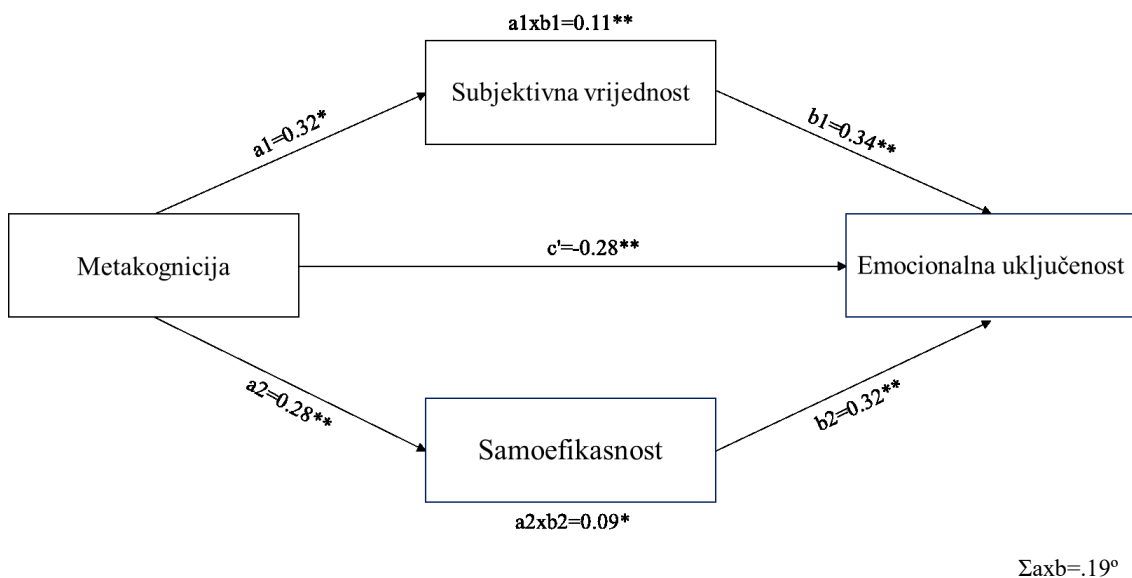 a1xb1=0.11**
Subjektivna vrijednost
a1=0.32*
b1=0.34**
Metakognicija
c'=-0.28**
Emocionalna uključenost
a2=0.28**
b2=0.32**
Samoefikasnost
a2xb2=0.09*
Σaxb=.19º